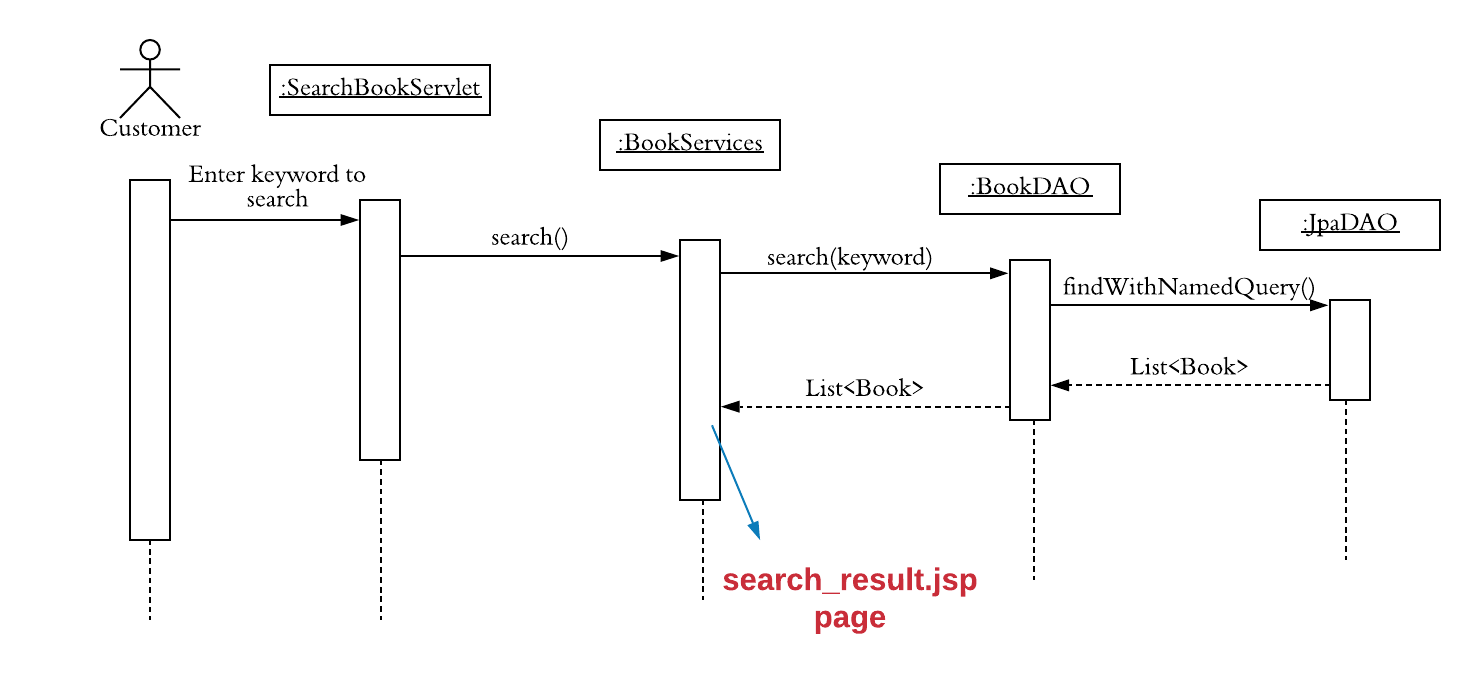 Customer
:SearchBookServlet
:BookServices
:BookDAO
:JpaDAO
Enter keyword to
search
search()
search(keyword)
findWithNamedQuery()
List<Book>
List<Book>
search_result.jsp
page